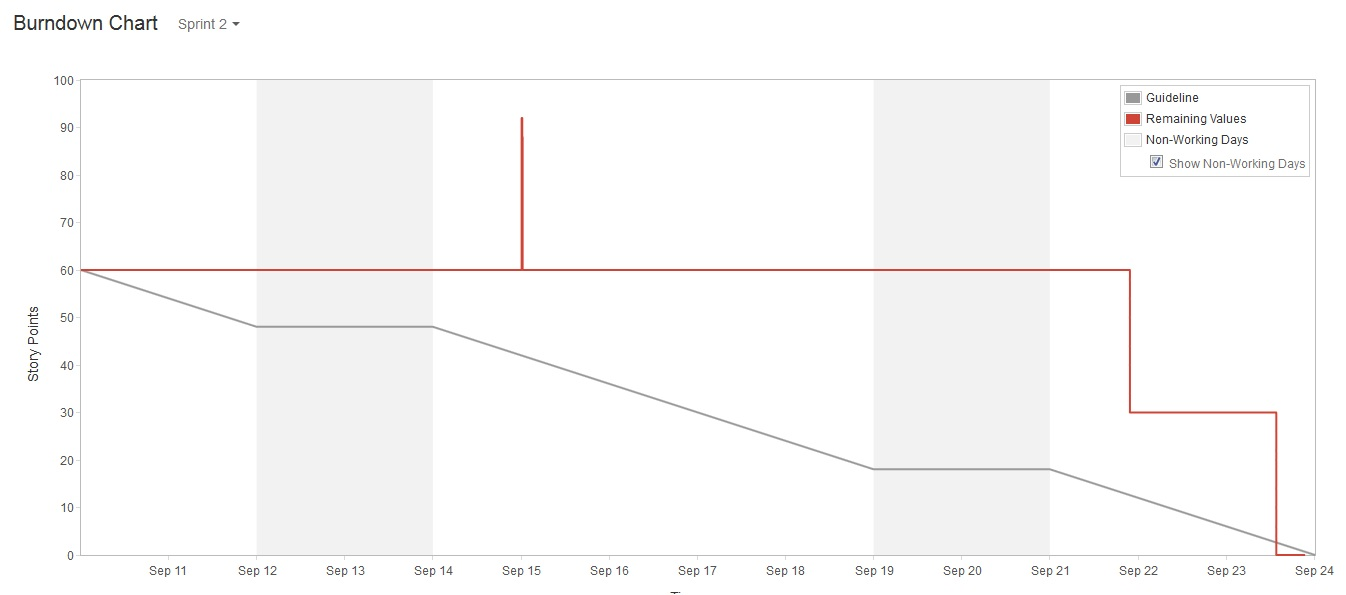 Burndown Chart Sprint 2
100
90
80
70
60
50
40
30
20
10
0
Story Points
Guideline
Remaining Values
Non-Working Days
Show Non-Working Days
Sep 11 Sep 12 Sep 13 Sep 14 Sep 15 Sep 16 Sep 17 Sep 18 Sep 19 Sep 20 Sep 21 Sep 22 Sep 23 Sep 24